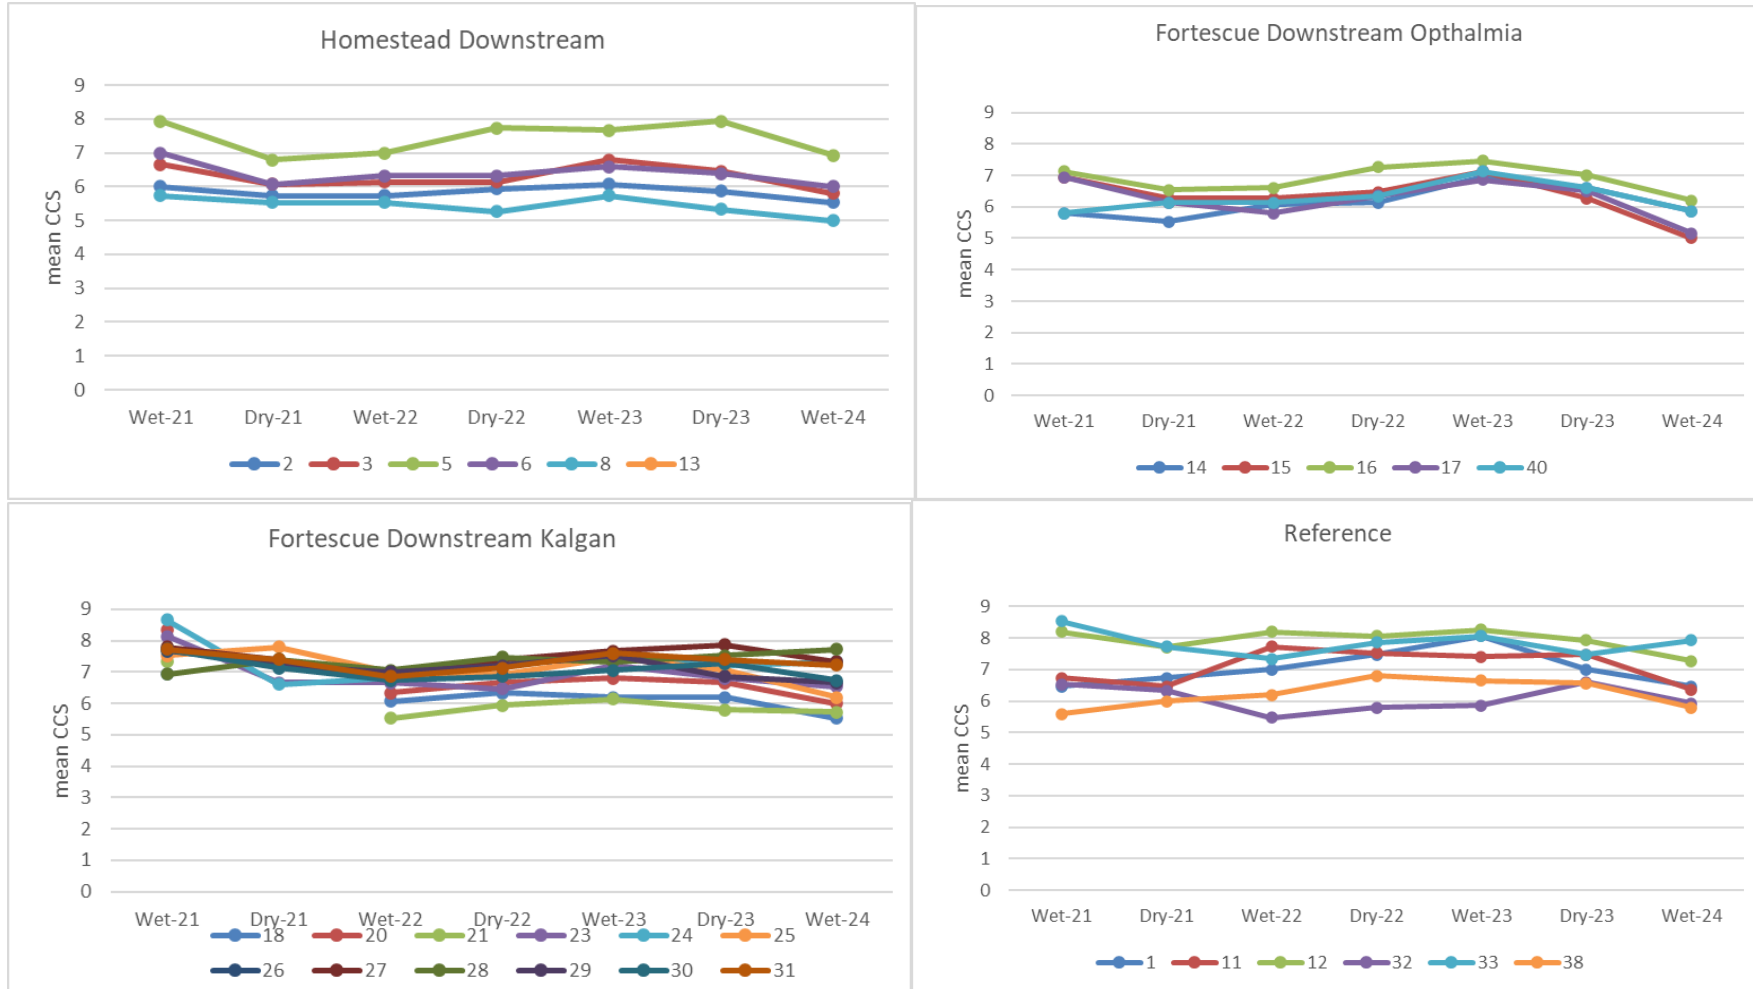 Homestead Downstream
mean CCS
9
8
7
6
5
4
3
2
1
0
Wet-21 Dry-21 Wet-22 Dry-22 Wet-23 Dry-23 Wet-24
2 3 5 6 8 13
Fortescue Downstream Opthalmia
mean CCS
9
8
7
6
5
4
3
2
1
0
Wet-21 Dry-21 Wet-22 Dry-22 Wet-23 Dry-23 Wet-24
14 15 16 17 40
Fortescue Downstream Kalgan
mean CCS
9
8
7
6
5
4
3
2
1
0
Wet-21 Dry-21 Wet-22 Dry-22 Wet-23 Dry-23 Wet-24
18 20 21 23 24 25
26 27 28 29 30 31
Reference
mean CCS
9
8
7
6
5
4
3
2
1
0
Wet-21 Dry-21 Wet-22 Dry-22 Wet-23 Dry-23 Wet-24
1 11 12 32 33 38